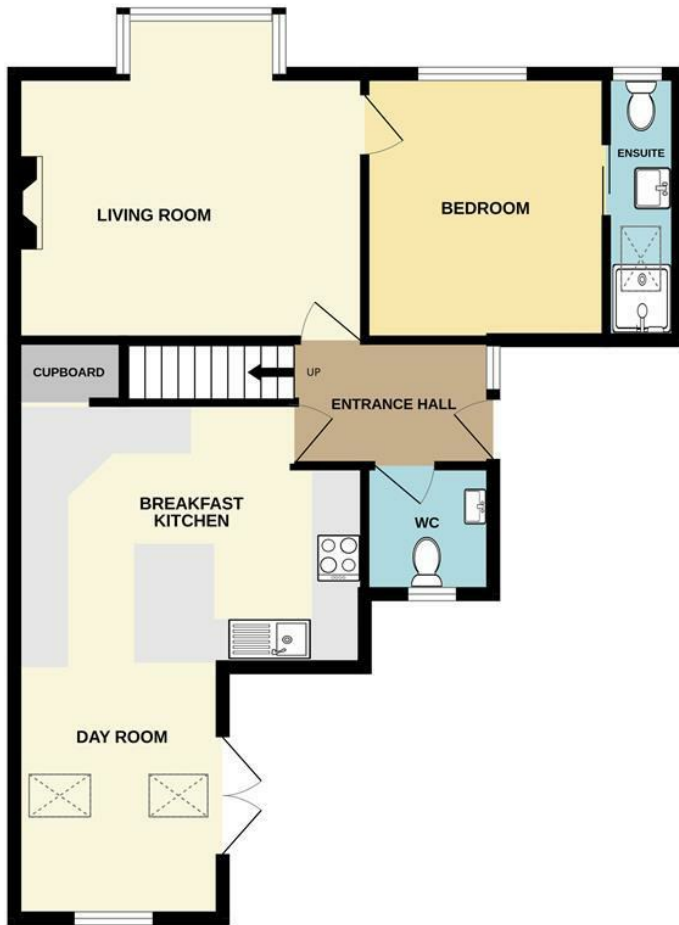 ENSUITE
LIVING ROOM
BEDROOM
CUPBOARD
UP
ENTRANCE HALL
BREAKFAST
KITCHEN
WC
DAY ROOM